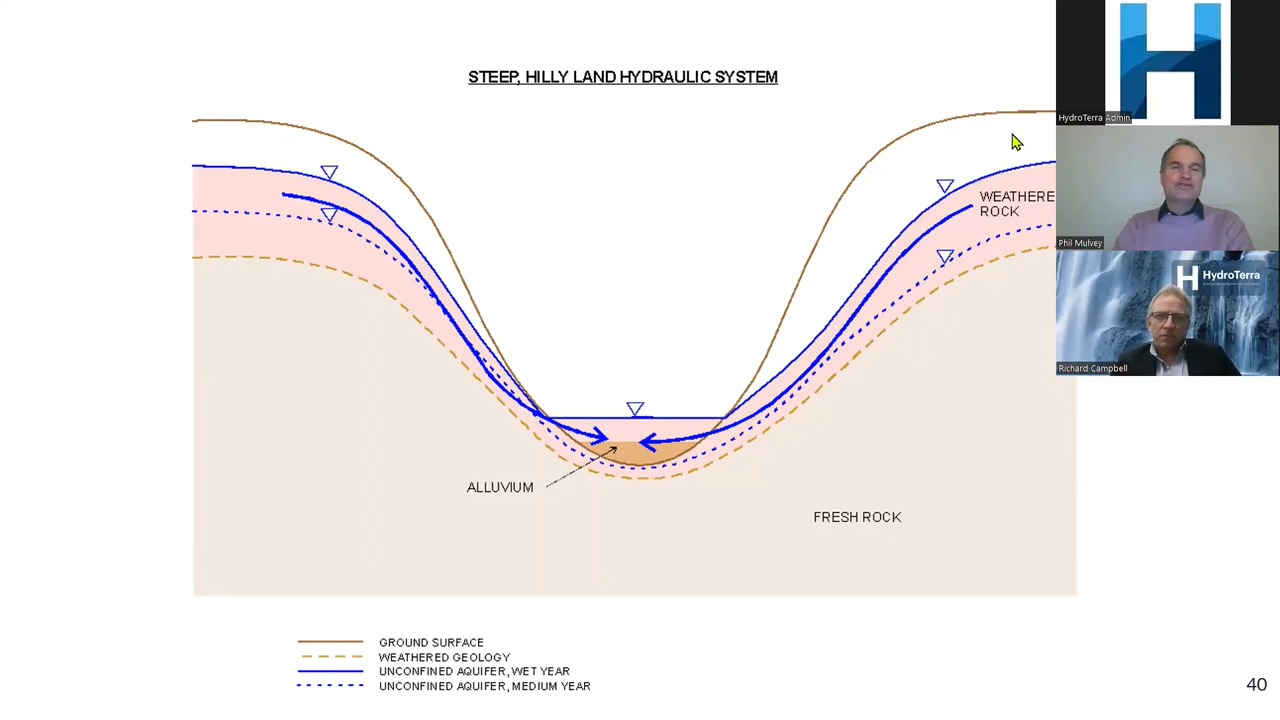 STEEP, HILLY LAND HYDRAULIC SYSTEM
WEATHERE
ROCK
ALLUVIUM
FRESH ROCK
GROUND SURFACE
WEATHERED GEOLOGY
UNCONFINED AQUIFER, WET YEAR
UNCONFINED AQUIFER, MEDIUM YEAR
40
H
HydroTerra Admin
Phil Mulvey
H HydroTerra
Richard Campbell